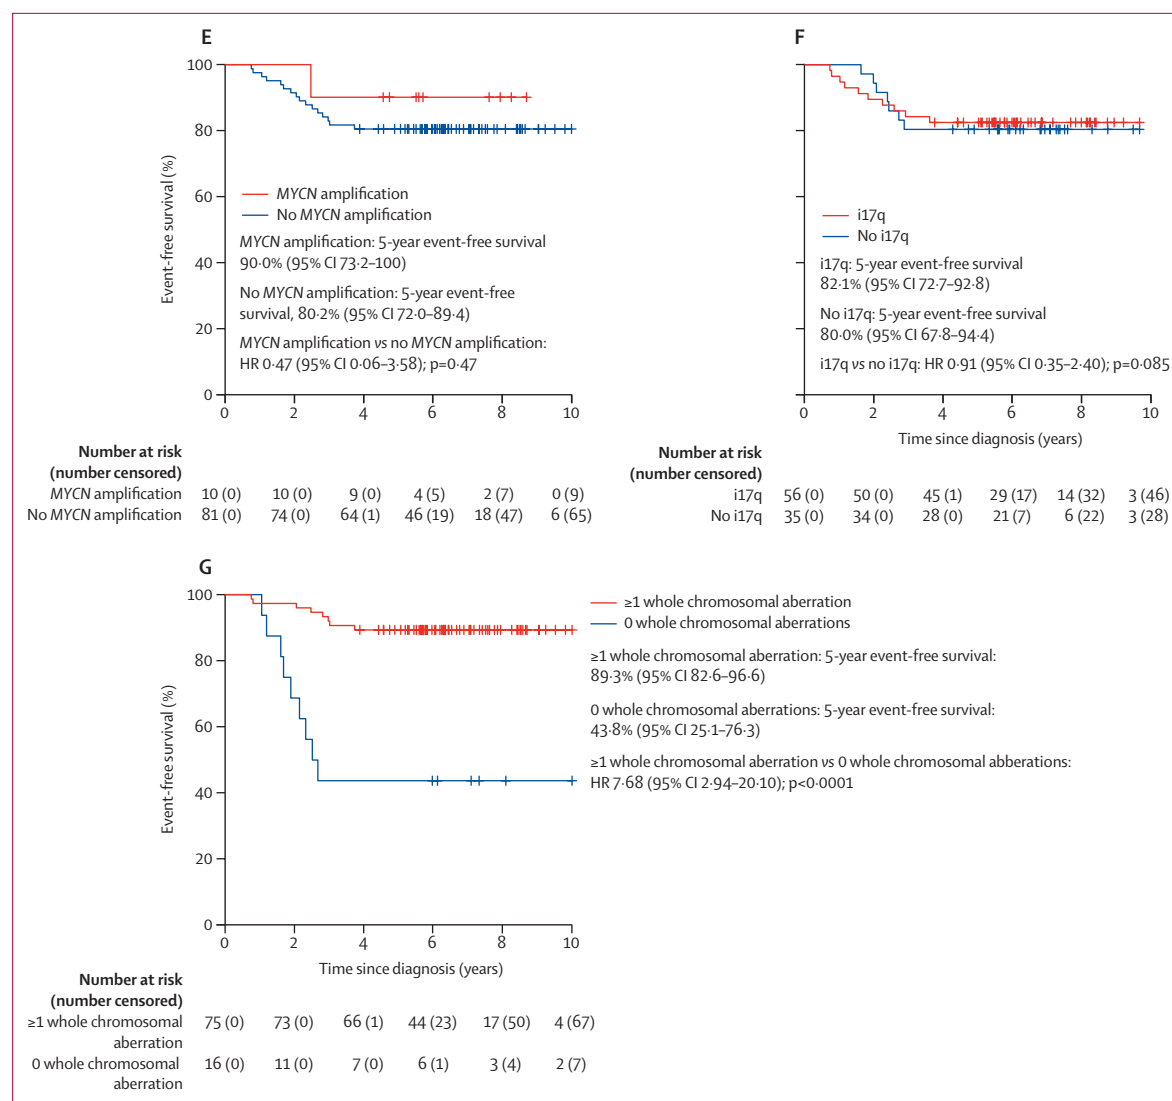 E
100
80
60
40
20
0
Event-free survival (%)
MYCN amplification
No MYCN amplification
MYCN amplification: 5-year event-free survival
90·0% (95% CI 73·2–100)
No MYCN amplification: 5-year event-free
survival, 80·2% (95% CI 72·0–89·4)
MYCN amplification vs no MYCN amplification:
HR 0·47 (95% CI 0·06–3·58); p=0·47
0 2 4 6 8 10
Number at risk
(number censored)
MYCN amplification 10 (0) 10 (0) 9 (0) 4 (5) 2 (7) 0 (9)
No MYCN amplification 81 (0) 74 (0) 64 (1) 46 (19) 18 (47) 6 (65)
F
i17q
No i17q
i17q: 5-year event-free survival
82·1% (95% CI 72·7–92·8)
No i17q: 5-year event-free survival
80·0% (95% CI 67·8–94·4)
i17q vs no i17q: HR 0·91 (95% CI 0·35–2·40); p=0·085
0 2 4 6 8 10
Time since diagnosis (years)
Number at risk
(number censored)
i17q 56 (0) 50 (0) 45 (1) 29 (17) 14 (32) 3 (46)
No i17q 35 (0) 34 (0) 28 (0) 21 (7) 6 (22) 3 (28)
G
100
80
60
40
20
0
Event-free survival (%)
≥1 whole chromosomal aberration
0 whole chromosomal aberrations
≥1 whole chromosomal aberration: 5-year event-free survival:
89·3% (95% CI 82·6–96·6)
0 whole chromosomal aberrations: 5-year event-free survival:
43·8% (95% CI 25·1–76·3)
≥1 whole chromosomal aberration vs 0 whole chromosomal abberations:
HR 7·68 (95% CI 2·94–20·10); p<0·0001
0 2 4 6 8 10
Time since diagnosis (years)
Number at risk
(number censored)
≥1 whole chromosomal 75 (0) 73 (0) 66 (1) 44 (23) 17 (50) 4 (67)
aberration
0 whole chromosomal 16 (0) 11 (0) 7 (0) 6 (1) 3 (4) 2 (7)
aberration